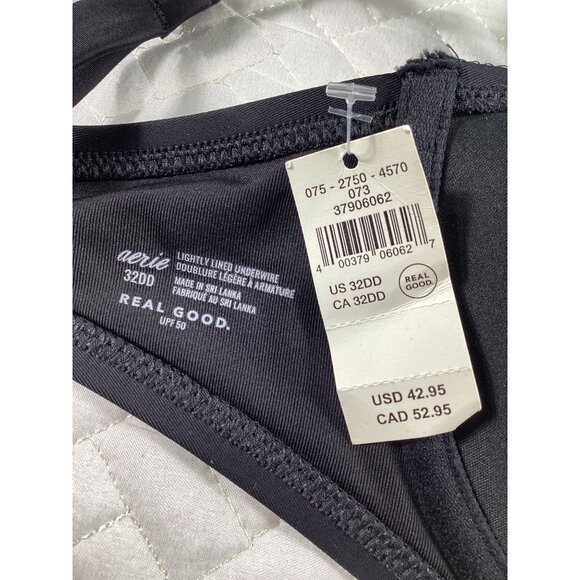 aerie
32DD
LIGHTLY LINED UNDERWIRE
DOUBLURE LÉGÈRE À ARMATURE
MADE IN SRI LANKA
FABRIQUÉ AU SRI LANKA
REAL GOOD.
UPF 50
075 - 2750 - 4570
073
37906062
4 00379 06062 7
US 32DD
CA 32DD
REAL
GOOD.
USD 42.95
CAD 52.95